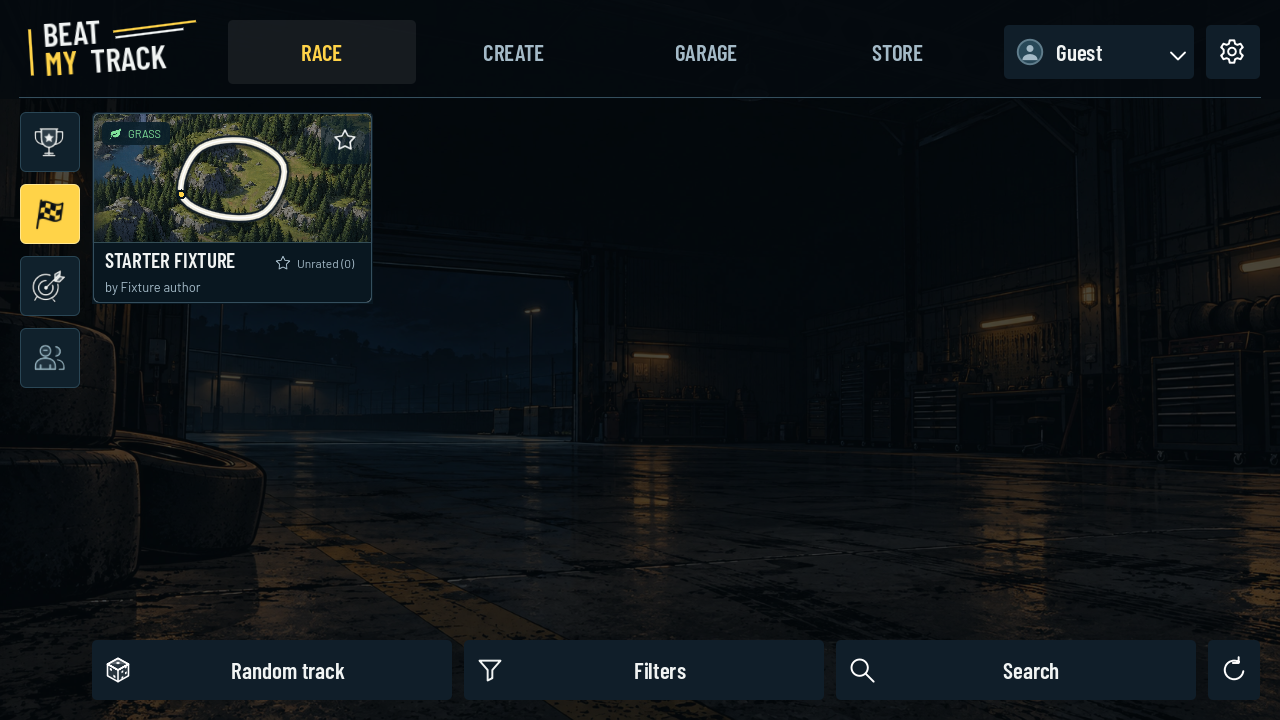 BEAT
MY TRACK
RACE
CREATE
GARAGE
STORE
Guest
GRASS
STARTER FIXTURE
Unrated (0)
by Fixture author
Random track
Filters
Search